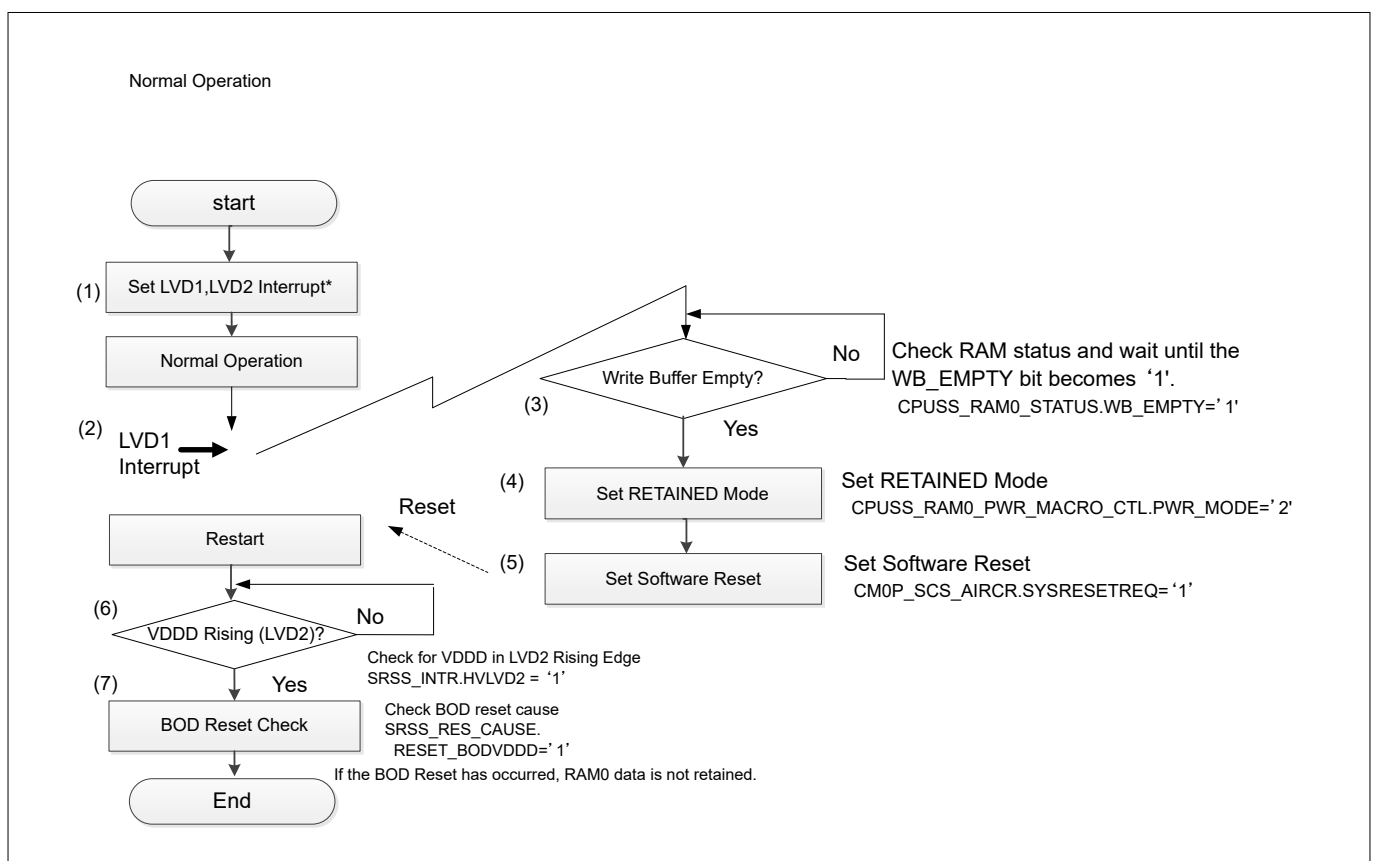 Normal Operation
start
(1)
Set LVD1,LVD2 Interrupt*
Normal Operation
(2)
LVD1
Interrupt
Write Buffer Empty?
(3)
No
Yes
Check RAM status and wait until the
WB_EMPTY bit becomes ‘1'.
CPUSS_RAM0_STATUS.WB_EMPTY=’1'
(4)
Set RETAINED Mode
Set RETAINED Mode
CPUSS_RAM0_PWR_MACRO_CTL.PWR_MODE=’2'
(5)
Set Software Reset
Set Software Reset
CM0P_SCS_AIRCR.SYSRESETREQ=‘1’
Reset
Restart
(6)
VDDD Rising (LVD2)?
No
Check for VDDD in LVD2 Rising Edge
SRSS_INTR.HVLVD2 = ‘1’
Yes
(7)
BOD Reset Check
Check BOD reset cause
SRSS_RES_CAUSE.
RESET_BODVDDD=’1’
If the BOD Reset has occurred, RAM0 data is not retained.
End